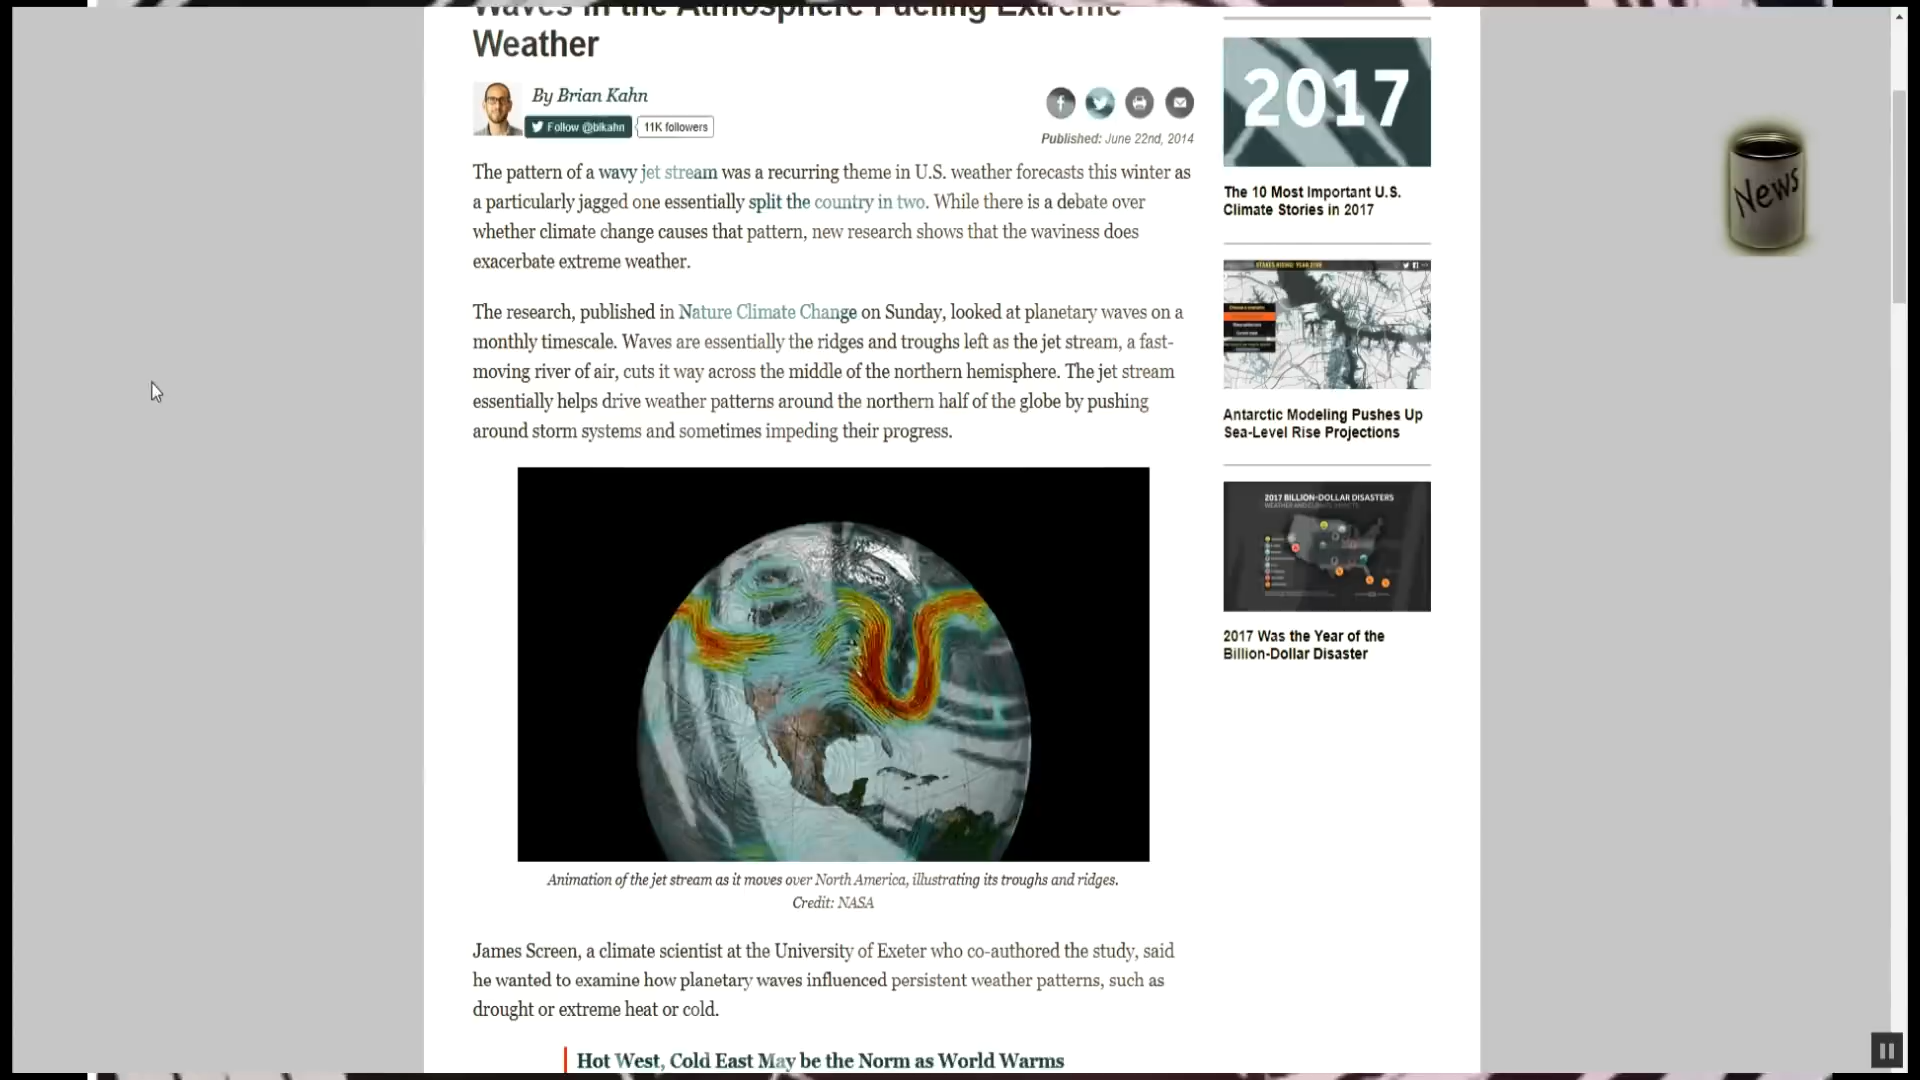 Waves in the Atmosphere Fueling Extreme
Weather
By Brian Kahn
Follow @blkahn
11K followers
Published: June 22nd, 2014
The pattern of a wavy jet stream was a recurring theme in U.S. weather forecasts this winter as
a particularly jagged one essentially split the country in two. While there is a debate over
whether climate change causes that pattern, new research shows that the waviness does
exacerbate extreme weather.
The research, published in Nature Climate Change on Sunday, looked at planetary waves on a
monthly timescale. Waves are essentially the ridges and troughs left as the jet stream, a fast-
moving river of air, cuts it way across the middle of the northern hemisphere. The jet stream
essentially helps drive weather patterns around the northern half of the globe by pushing
around storm systems and sometimes impeding their progress.
Animation of the jet stream as it moves over North America, illustrating its troughs and ridges.
Credit: NASA
James Screen, a climate scientist at the University of Exeter who co-authored the study, said
he wanted to examine how planetary waves influenced persistent weather patterns, such as
drought or extreme heat or cold.
Hot West, Cold East May be the Norm as World Warms
2017
The 10 Most Important U.S.
Climate Stories in 2017
Antarctic Modeling Pushes Up
Sea-Level Rise Projections
2017 BILLION-DOLLAR DISASTERS
2017 Was the Year of the
Billion-Dollar Disaster
News